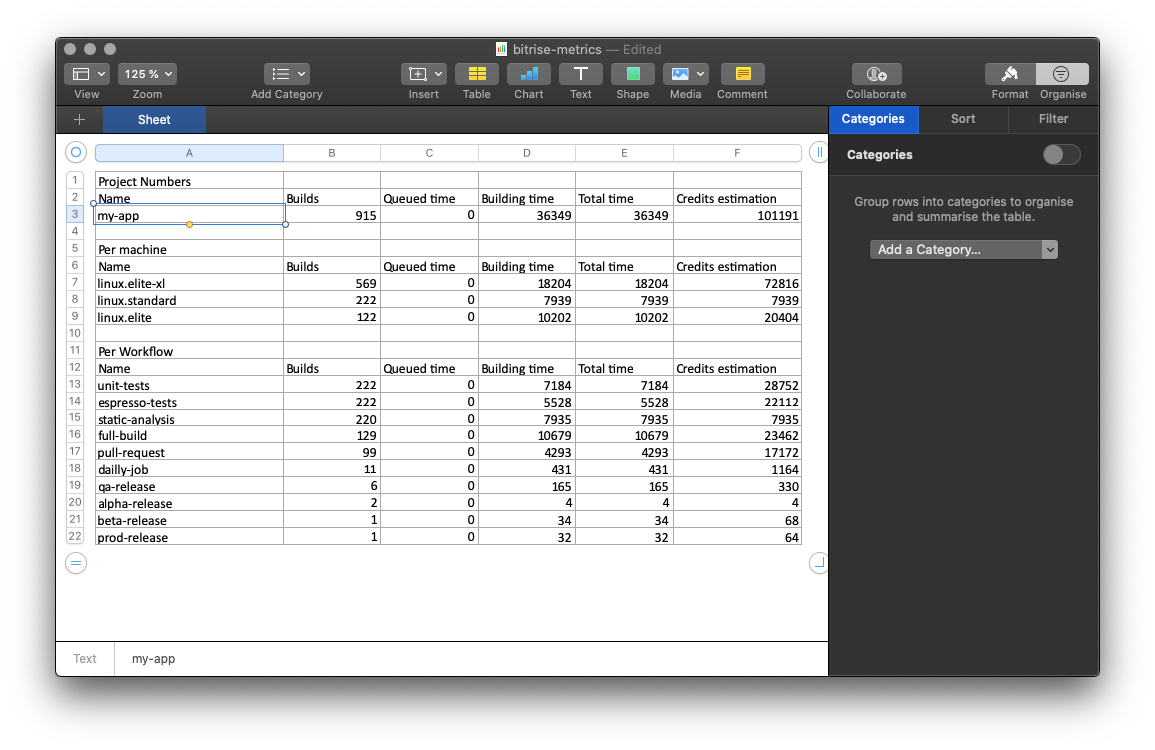 bitrise-metrics — Edited
125 %
View Zoom Add Category Insert Table Chart Text Shape Media Comment Collaborate Format Organise
Sheet
Categories Sort Filter
Categories
Group rows into categories to organise
and summarise the table.
Add a Category...
A B C D E F
1 Project Numbers
2 Name Builds Queued time Building time Total time Credits estimation
3 my-app 915 0 36349 36349 101191
4
5 Per machine
6 Name Builds Queued time Building time Total time Credits estimation
7 linux.elite-xl 569 0 18204 18204 72816
8 linux.standard 222 0 7939 7939 7939
9 linux.elite 122 0 10202 10202 20404
10
11 Per Workflow
12 Name Builds Queued time Building time Total time Credits estimation
13 unit-tests 222 0 7184 7184 28752
14 espresso-tests 222 0 5528 5528 22112
15 static-analysis 220 0 7935 7935 7935
16 full-build 129 0 10679 10679 23462
17 pull-request 99 0 4293 4293 17172
18 dailly-job 11 0 431 431 1164
19 qa-release 6 0 165 165 330
20 alpha-release 2 0 4 4 4
21 beta-release 1 0 34 34 68
22 prod-release 1 0 32 32 64
Text my-app